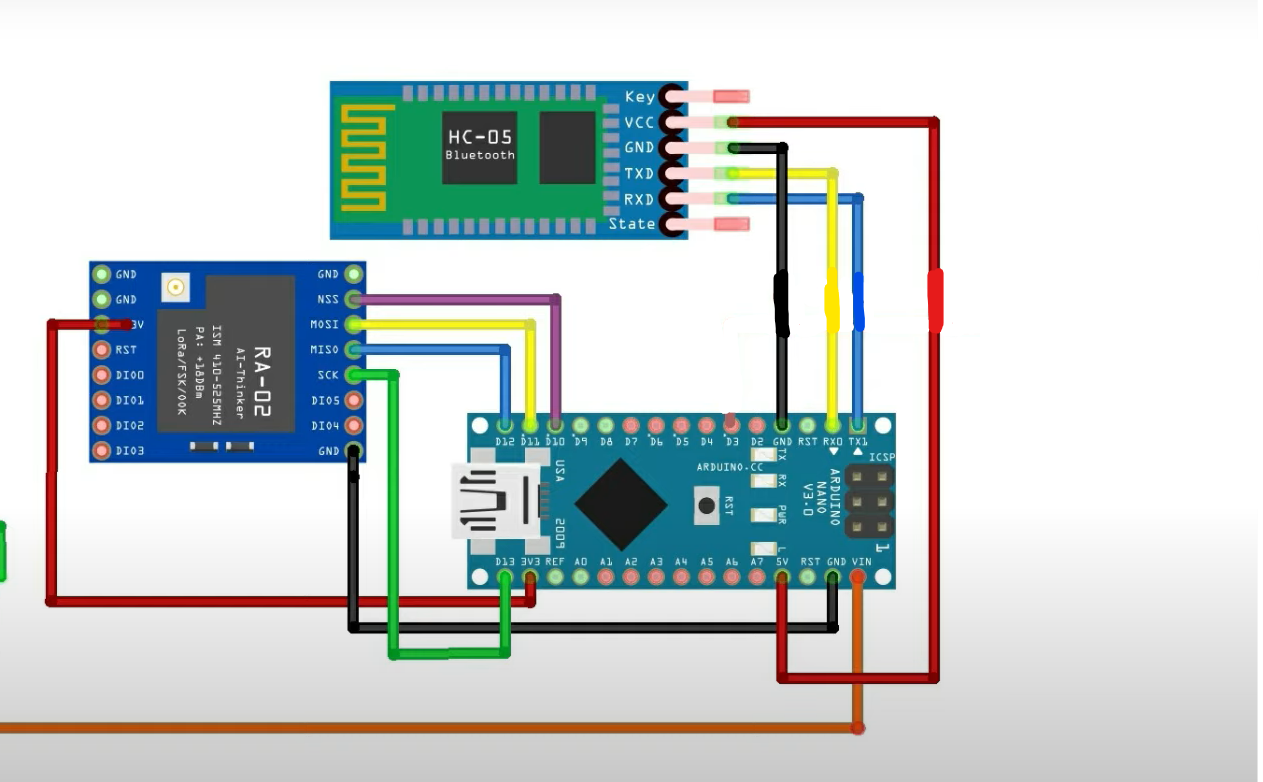 Key
VCC
HC-05
Bluetooth
GND
TXD
RXD
State
GND
GND
3V
RST
DIO0
DIO1
DIO2
DIO3
RA-02
AI-Thinker
ISM 410-525MHZ
PA: +18DBm
LoRa/FSK/OOK
GND
NSS
MOSI
MISO
SCK
DIO5
DIO4
GND
D12 D11 D10 D9 D8 D7 D6 D5 D4 D3 D2 GND RST RX0 TX1
ICSP
USA
ARDUINO.CC
TX
RX
PWR
L
RST
ARDUINO
NANO
V3.0
2005
1
D13 3V3 REF A0 A1 A2 A3 A4 A5 A6 A7 5V RST GND VIN